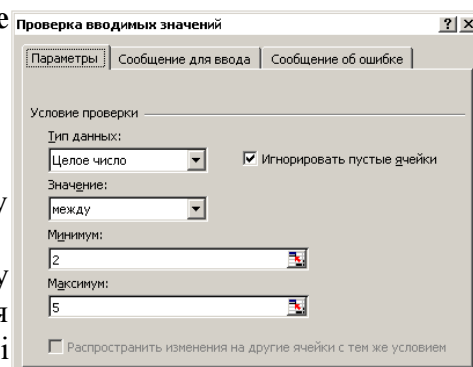 е
Проверка вводимых значений
Параметры Сообщение для ввода Сообщение об ошибке
Условие проверки
Тип данных:
Целое число
Игнорировать пустые ячейки
Значение:
между
у
Минимум:
2
у
Максимум:
я
5
і
Распространить изменения на другие ячейки с тем же условием